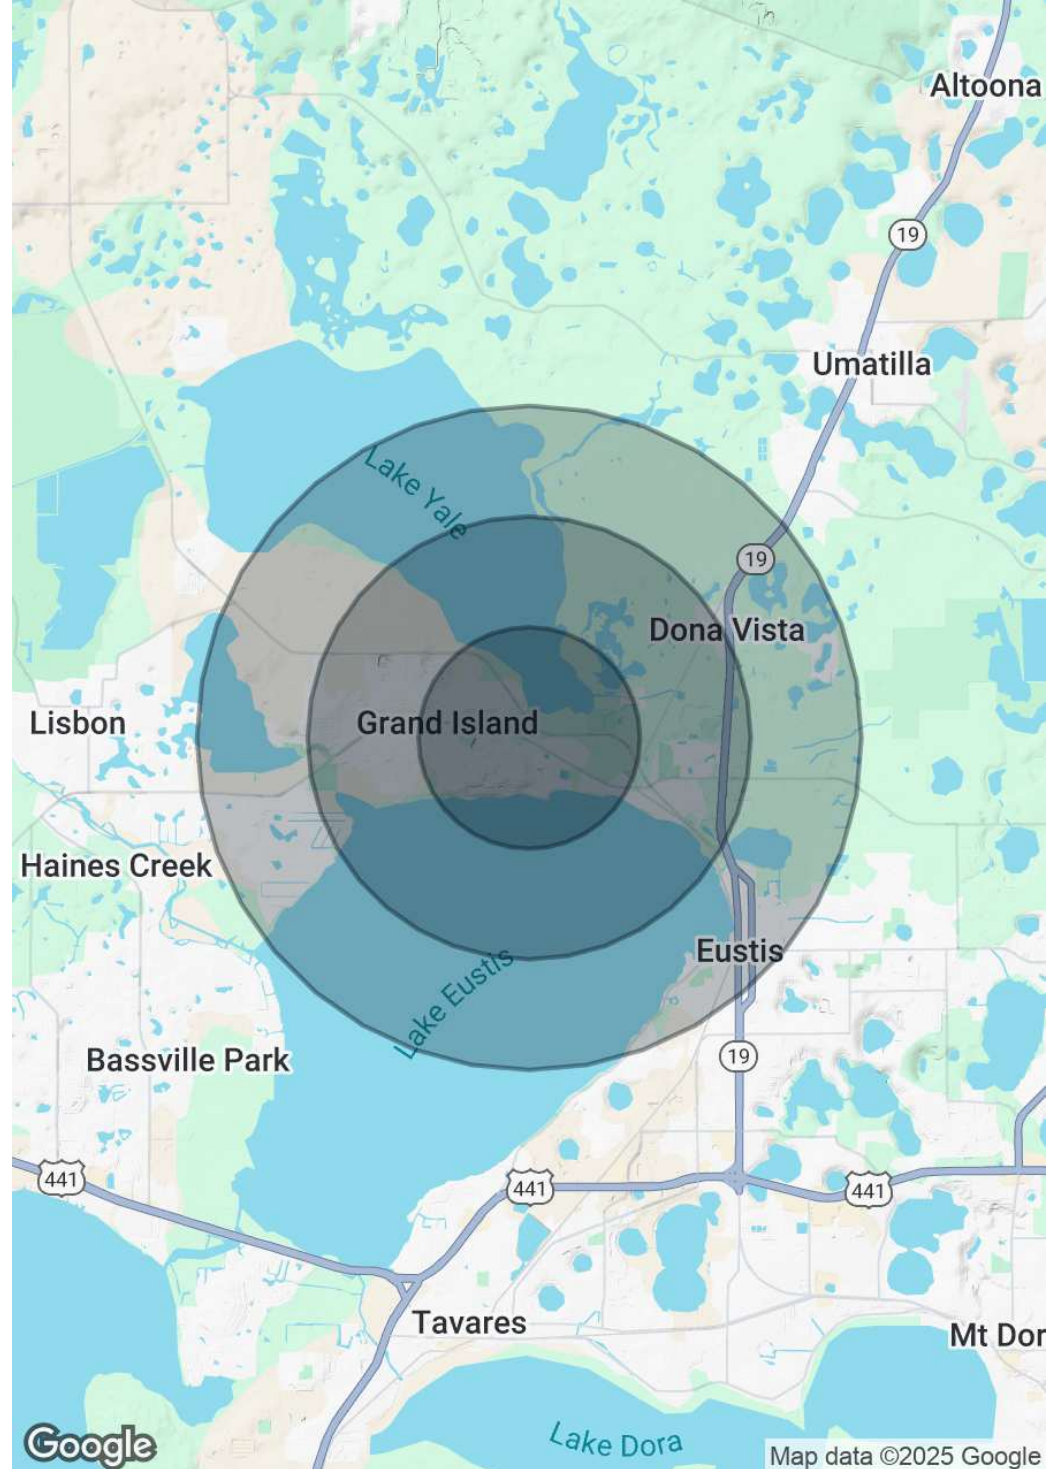 Altoona
19
Umatilla
Lake Yale
19
Dona Vista
Lisbon
Grand Island
Haines Creek
Eustis
Lake Eustis
Bassville Park
19
441
441
441
Tavares
Mt Dor
Lake Dora
Google
Map data ©2025 Google